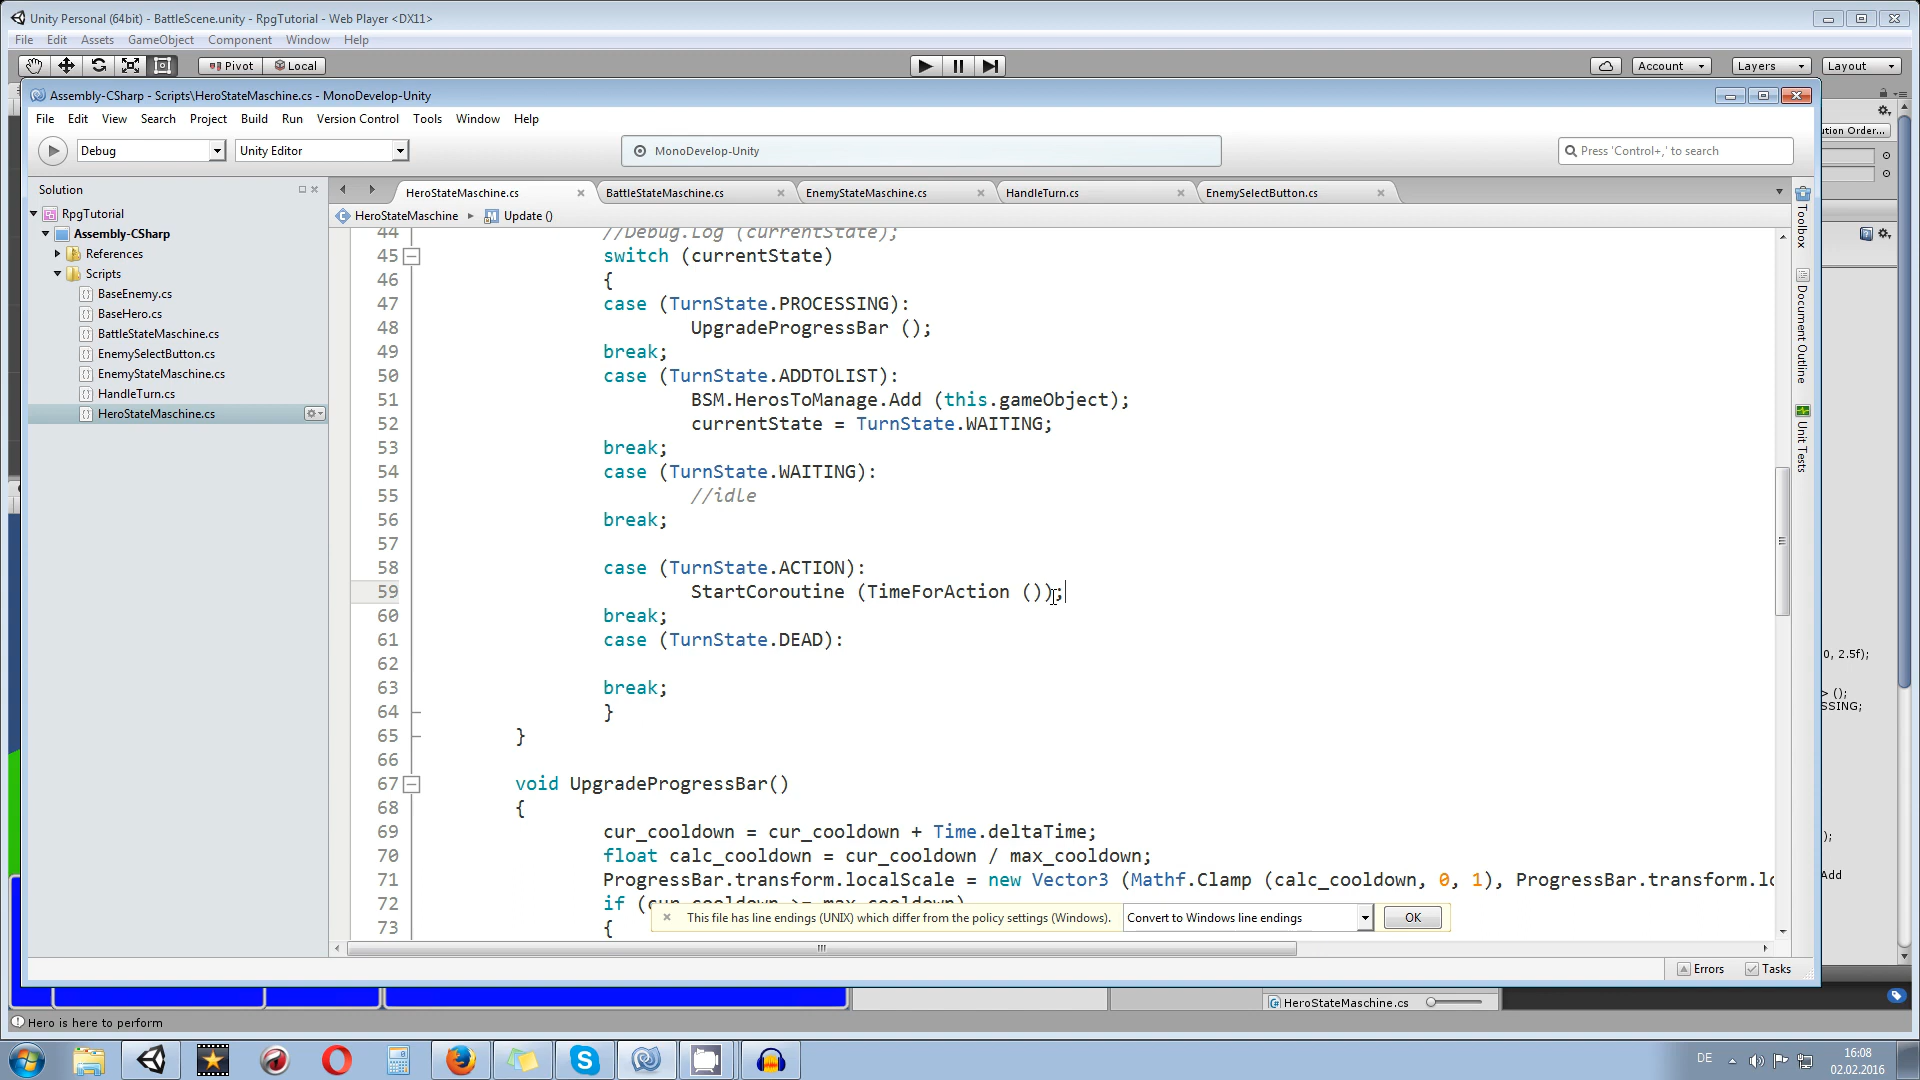 Unity Personal (64bit) - BattleScene.unity - RpgTutorial - Web Player <DX11>
File Edit Assets GameObject Component Window Help
Pivot Local Account Layers Layout
Assembly-CSharp - Scripts\HeroStateMaschine.cs - MonoDevelop-Unity
File Edit View Search Project Build Run Version Control Tools Window Help
ution Order...
Debug Unity Editor MonoDevelop-Unity Press 'Control+,' to search
Solution
HeroStateMaschine.cs BattleStateMaschine.cs EnemyStateMaschine.cs HandleTurn.cs EnemySelectButton.cs
HeroStateMaschine Update ()
RpgTutorial
Assembly-CSharp
References
Scripts
BaseEnemy.cs
BaseHero.cs
BattleStateMaschine.cs
EnemySelectButton.cs
EnemyStateMaschine.cs
HandleTurn.cs
HeroStateMaschine.cs
44 //Debug.Log (currentState);
45 switch (currentState)
46 {
47 case (TurnState.PROCESSING):
48 UpgradeProgressBar ();
49 break;
50 case (TurnState.ADDTOLIST):
51 BSM.HerosToManage.Add (this.gameObject);
52 currentState = TurnState.WAITING;
53 break;
54 case (TurnState.WAITING):
55 //idle
56 break;
57
58 case (TurnState.ACTION):
59 StartCoroutine (TimeForAction ());
60 break;
61 case (TurnState.DEAD):
62
63 break;
64 }
65 }
66
67 void UpgradeProgressBar()
68 {
69 cur_cooldown = cur_cooldown + Time.deltaTime;
70 float calc_cooldown = cur_cooldown / max_cooldown;
71 ProgressBar.transform.localScale = new Vector3 (Mathf.Clamp (calc_cooldown, 0, 1), ProgressBar.transform.lo
72 if (cur_cooldown >= max_cooldown)
73 {
This file has line endings (UNIX) which differ from the policy settings (Windows). Convert to Windows line endings OK
Toolbox
Document Outline
Unit Tests
0, 2.5f);
> ();
SSING;
);
Add
Errors Tasks
HeroStateMaschine.cs
Hero is here to perform
DE
16:08
02.02.2016